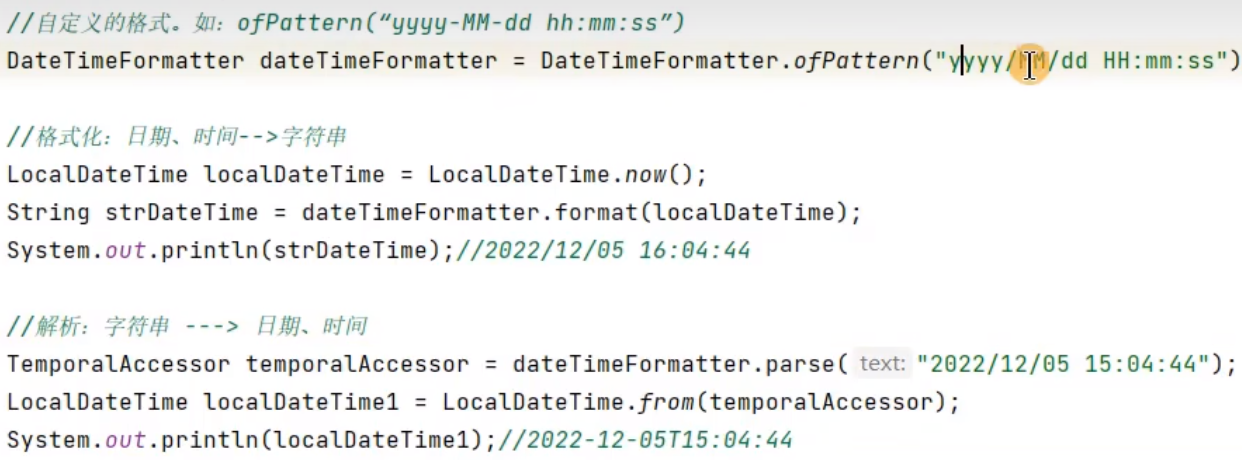 //自定义的格式。如：ofPattern(“yyyy-MM-dd hh:mm:ss”)
DateTimeFormatter dateTimeFormatter = DateTimeFormatter.ofPattern("yyyy/MM/dd HH:mm:ss")
//格式化：日期、时间-->字符串
LocalDateTime localDateTime = LocalDateTime.now();
String strDateTime = dateTimeFormatter.format(localDateTime);
System.out.println(strDateTime);//2022/12/05 16:04:44
//解析：字符串 ---> 日期、时间
TemporalAccessor temporalAccessor = dateTimeFormatter.parse( text: "2022/12/05 15:04:44");
LocalDateTime localDateTime1 = LocalDateTime.from(temporalAccessor);
System.out.println(localDateTime1);//2022-12-05T15:04:44